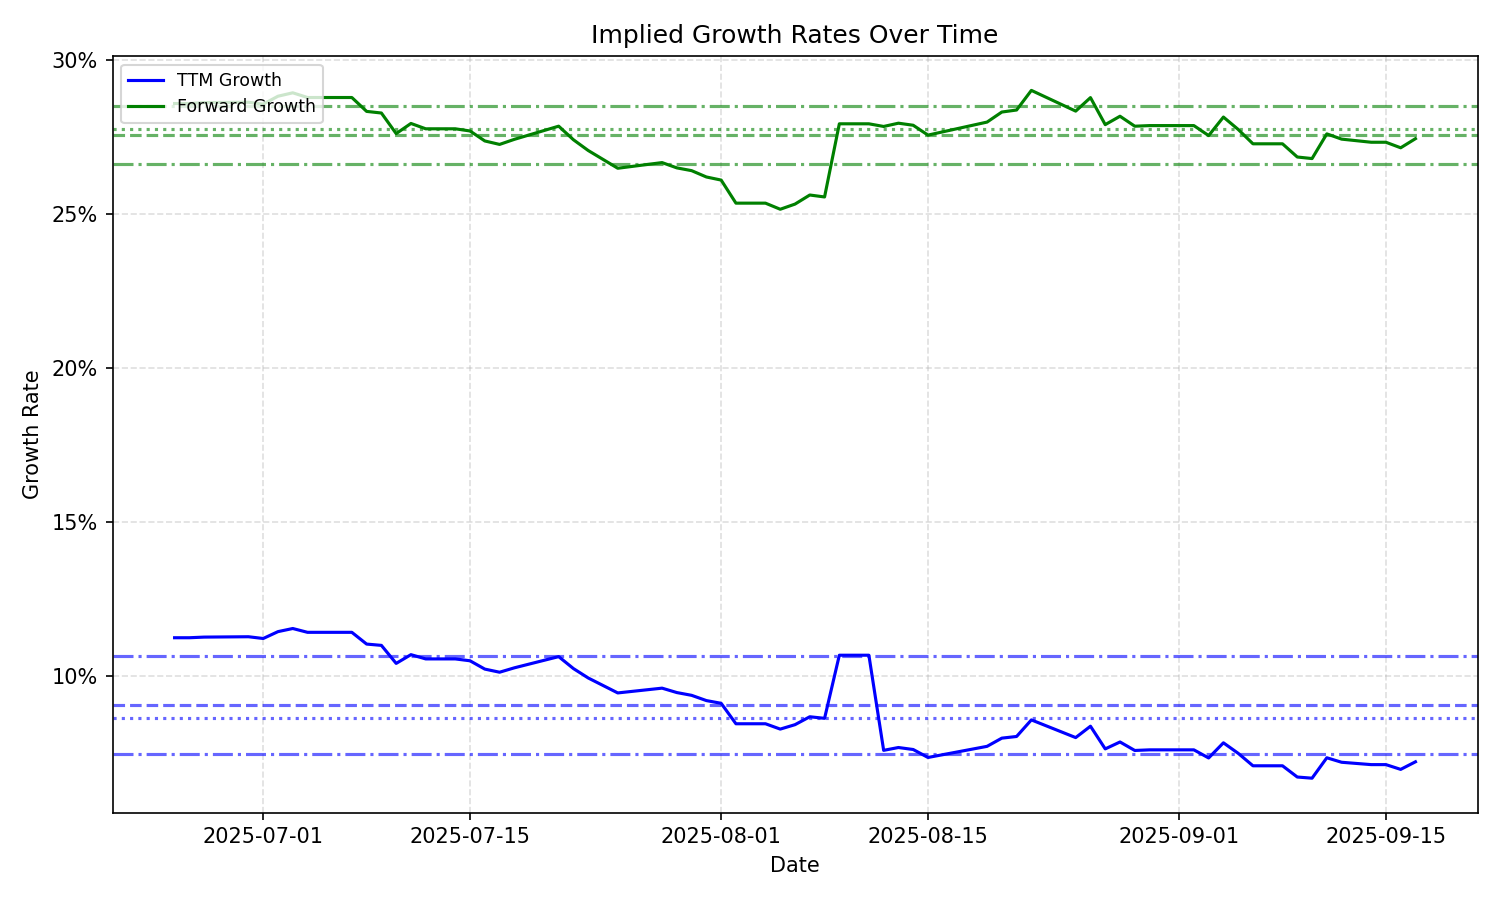 Implied Growth Rates Over Time
TTM Growth
Forward Growth
30%
25%
20%
15%
10%
Growth Rate
2025-07-01
2025-07-15
2025-08-01
2025-08-15
2025-09-01
2025-09-15
Date